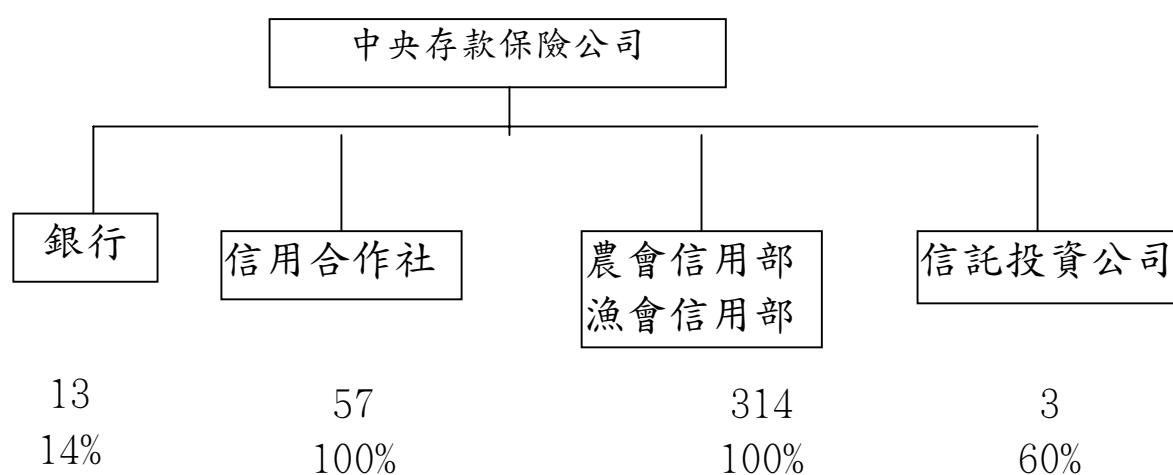 中央存款保險公司
銀行
信用合作社
農會信用部
漁會信用部
信託投資公司
13
14%
57
100%
314
100%
3
60%